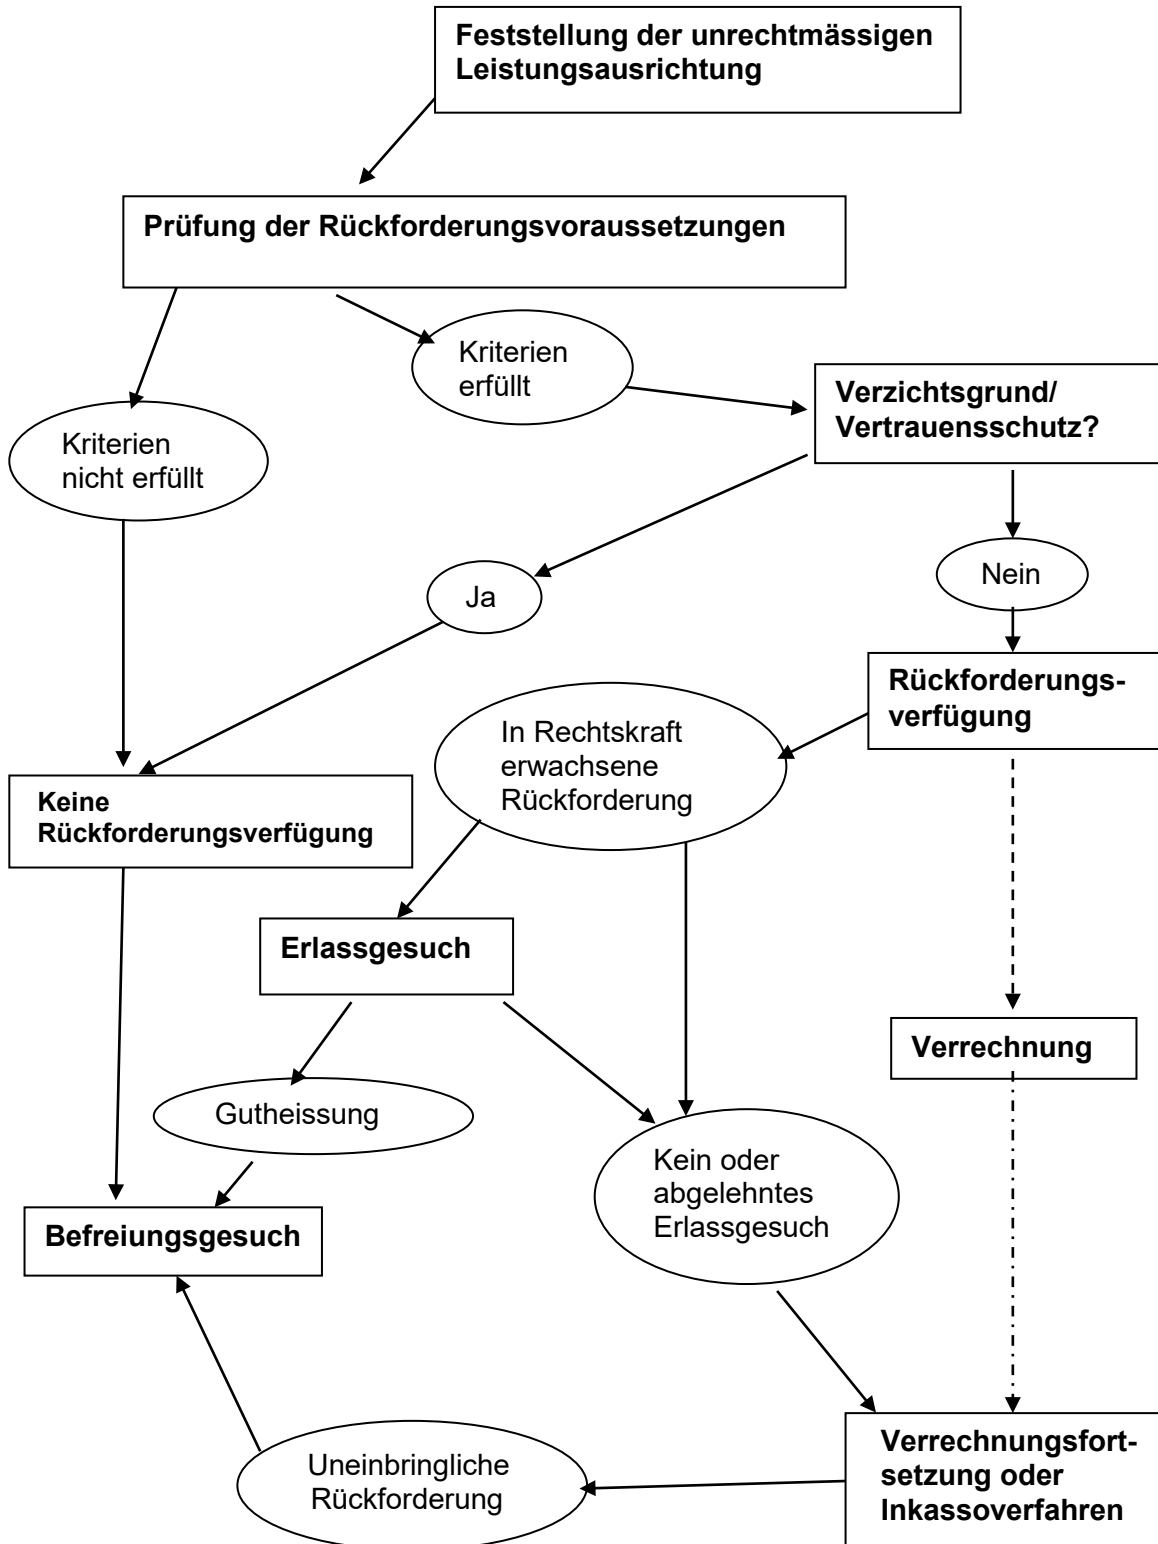 Feststellung der unrechtmässigen
Leistungsausrichtung
Prüfung der Rückforderungsvoraussetzungen
Kriterien
erfüllt
Verzichtsgrund/
Vertrauensschutz?
Kriterien
nicht erfüllt
Nein
Ja
Rückforderungs-
verfügung
In Rechtskraft
erwachsene
Rückforderung
Keine
Rückforderungsverfügung
Erlassgesuch
Verrechnung
Gutheissung
Kein oder
abgelehntes
Erlassgesuch
Befreiungsgesuch
Verrechnungsfort-
setzung oder
Inkassoverfahren
Uneinbringliche
Rückforderung